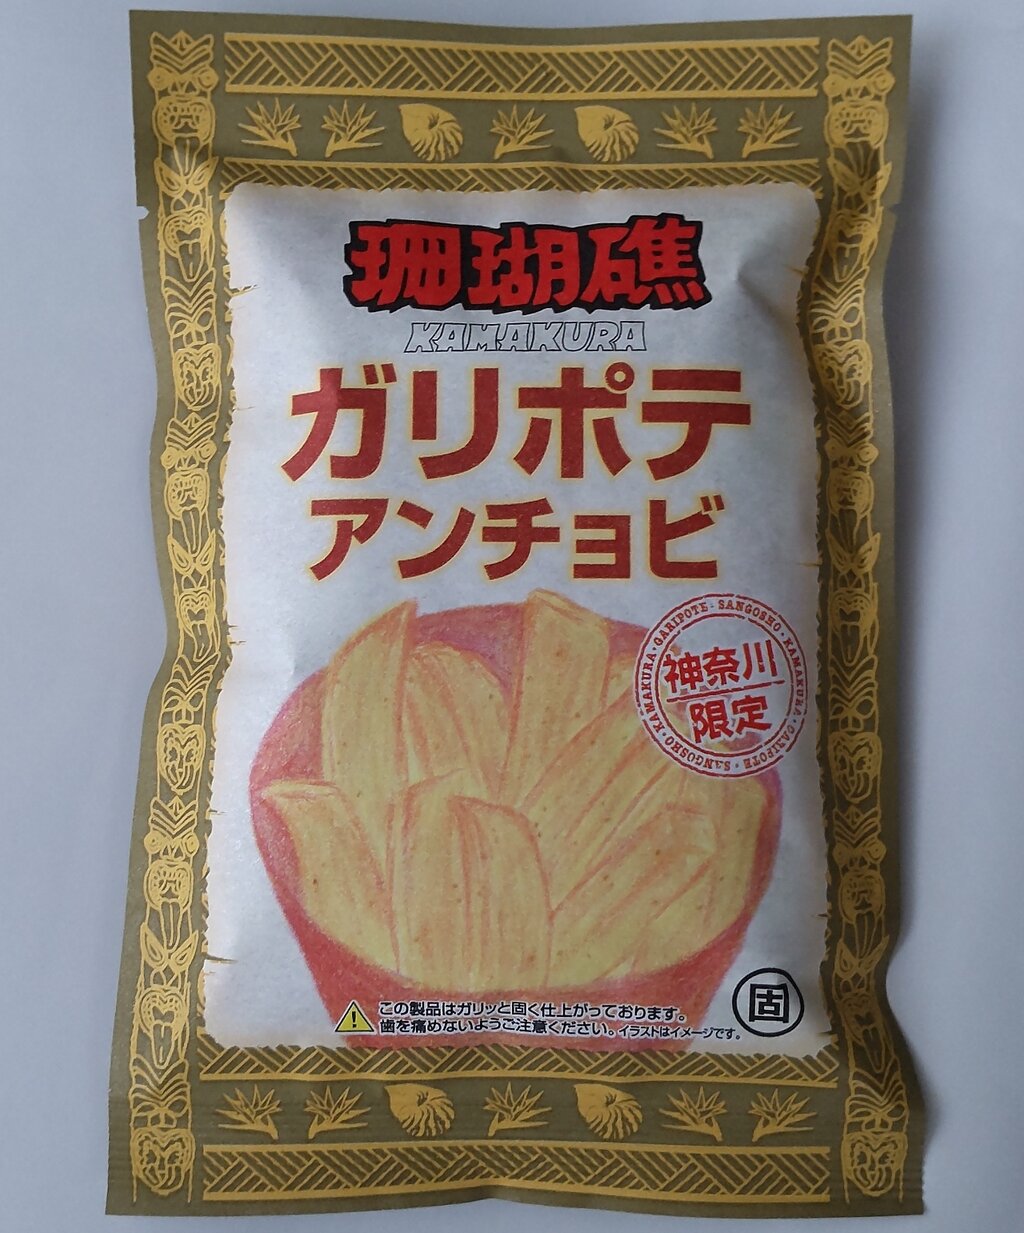 珊瑚礁
KAMAKURA
ガリポテ
アンチョビ
KAMAKURA・GARIPOTE・SANGOSHO・KAMAKURA・GARIPOTE・SANGOSHO・
神奈川
限定
固
この製品はガリッと固く仕上がっております。
歯を痛めないようご注意ください。イラストはイメージです。